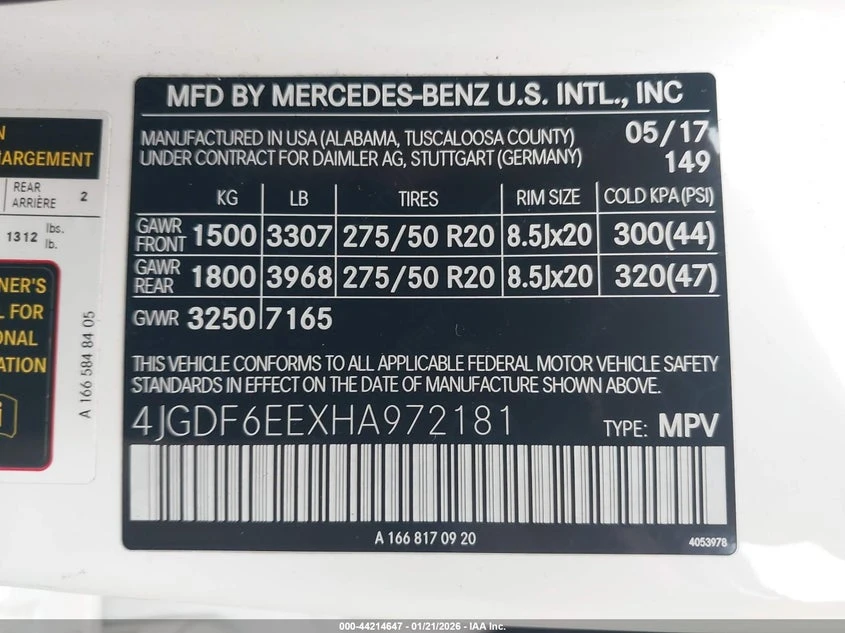 MFD BY MERCEDES-BENZ U.S. INTL., INC
MANUFACTURED IN USA (ALABAMA, TUSCALOOSA COUNTY) 05/17
UNDER CONTRACT FOR DAIMLER AG, STUTTGART (GERMANY) 149
KG LB TIRES RIM SIZE COLD KPA (PSI)
GAWR FRONT 1500 3307 275/50 R20 8.5Jx20 300(44)
GAWR REAR 1800 3968 275/50 R20 8.5Jx20 320(47)
GVWR 3250 7165
THIS VEHICLE CONFORMS TO ALL APPLICABLE FEDERAL MOTOR VEHICLE SAFETY
STANDARDS IN EFFECT ON THE DATE OF MANUFACTURE SHOWN ABOVE.
4JGDF6EEXHA972181 TYPE: MPV
A 166 817 09 20
4053978
REAR
ARRIÈRE 2
1312 lbs.
lb.
A 166 584 84 05
000-44214647 - 01/21/2026 - IAA Inc.